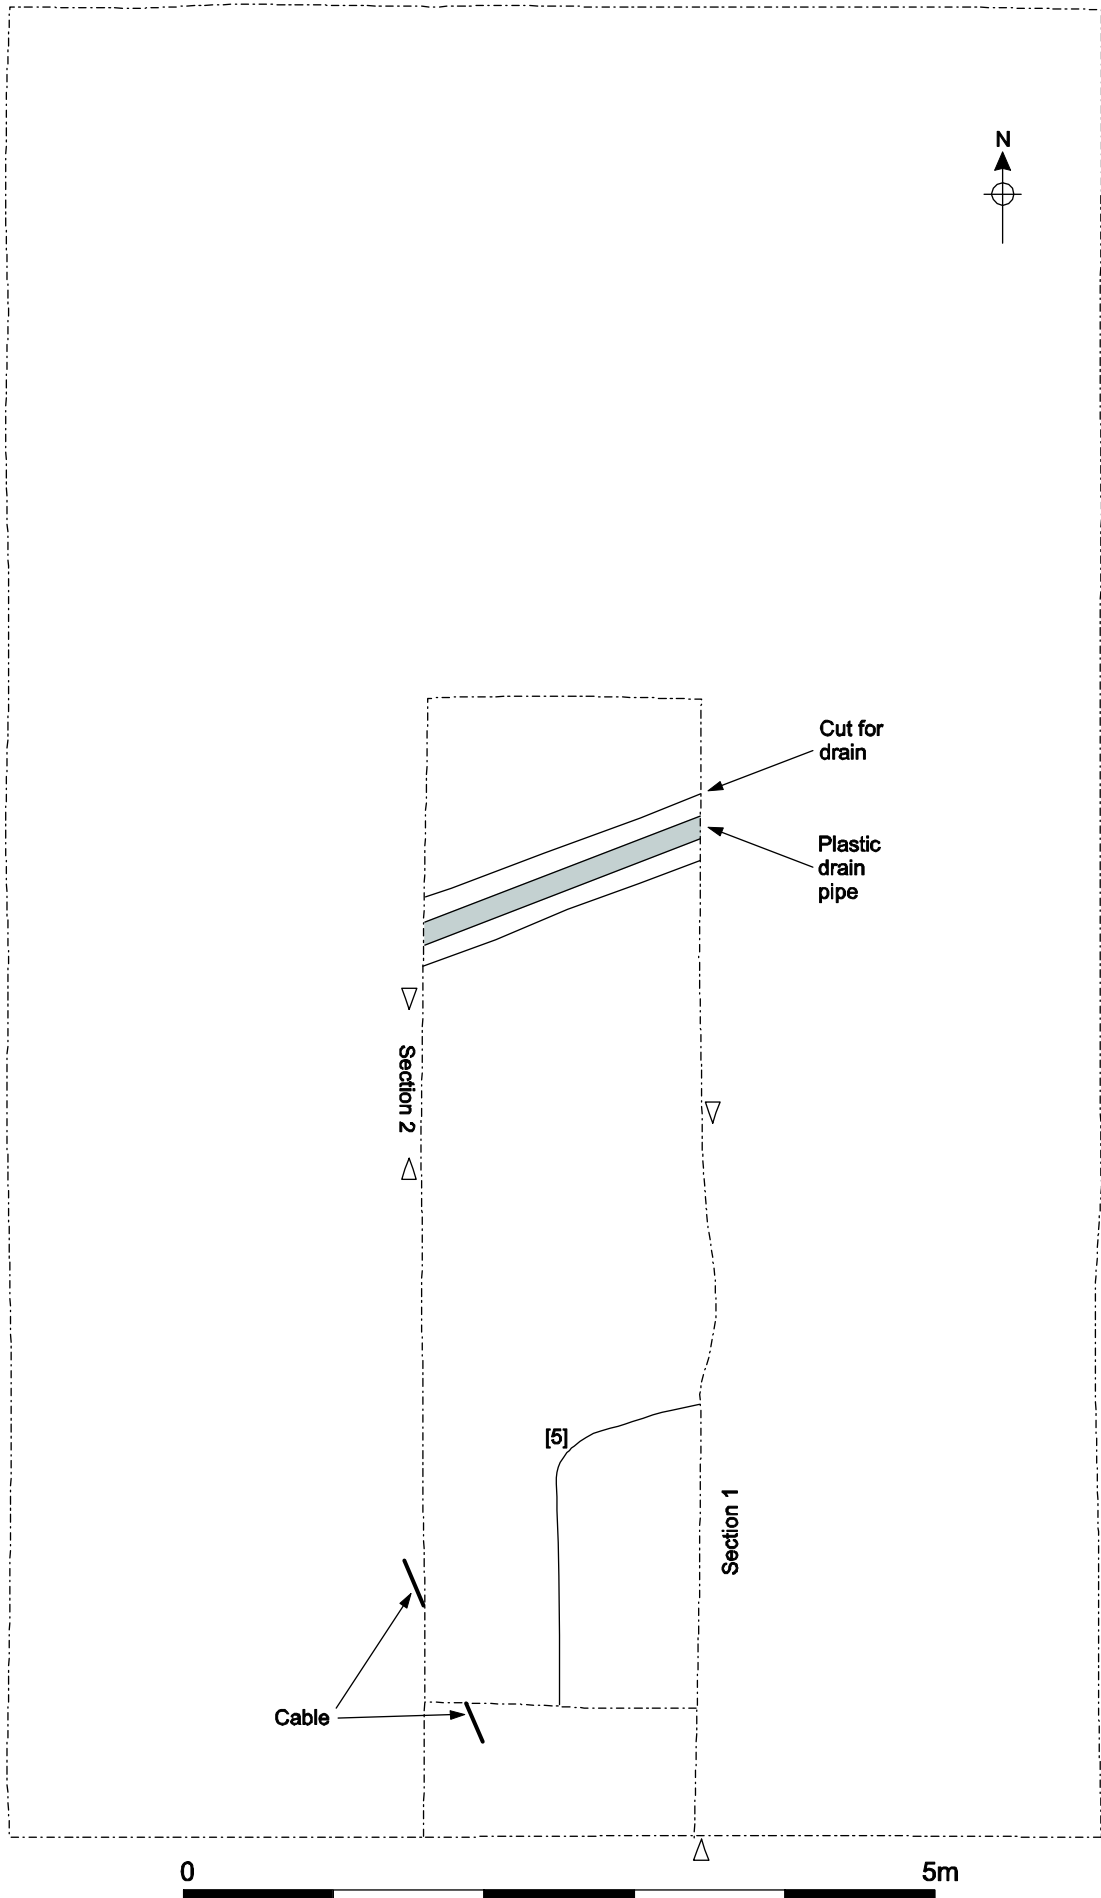 N
Cut for
drain
Plastic
drain
pipe
Section 2
[5]
Section 1
Cable
0
5m